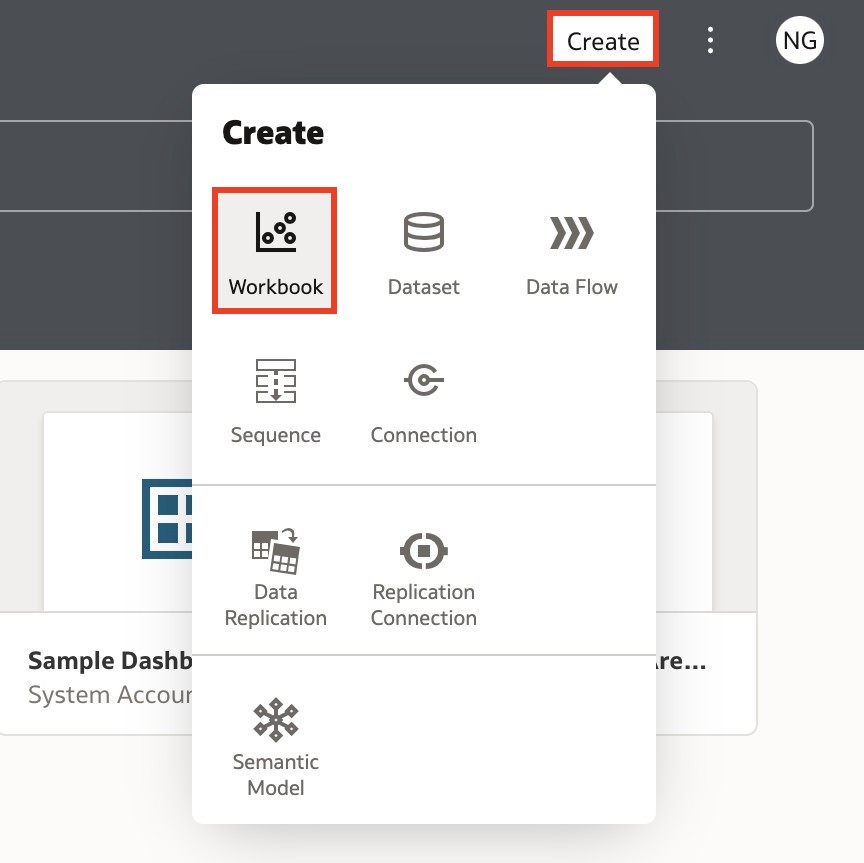 Create
NG
Create
Workbook
Dataset
Data Flow
Sequence
Connection
Data
Replication
Replication
Connection
Sample Dashb
System Accour
Are...
Semantic
Model